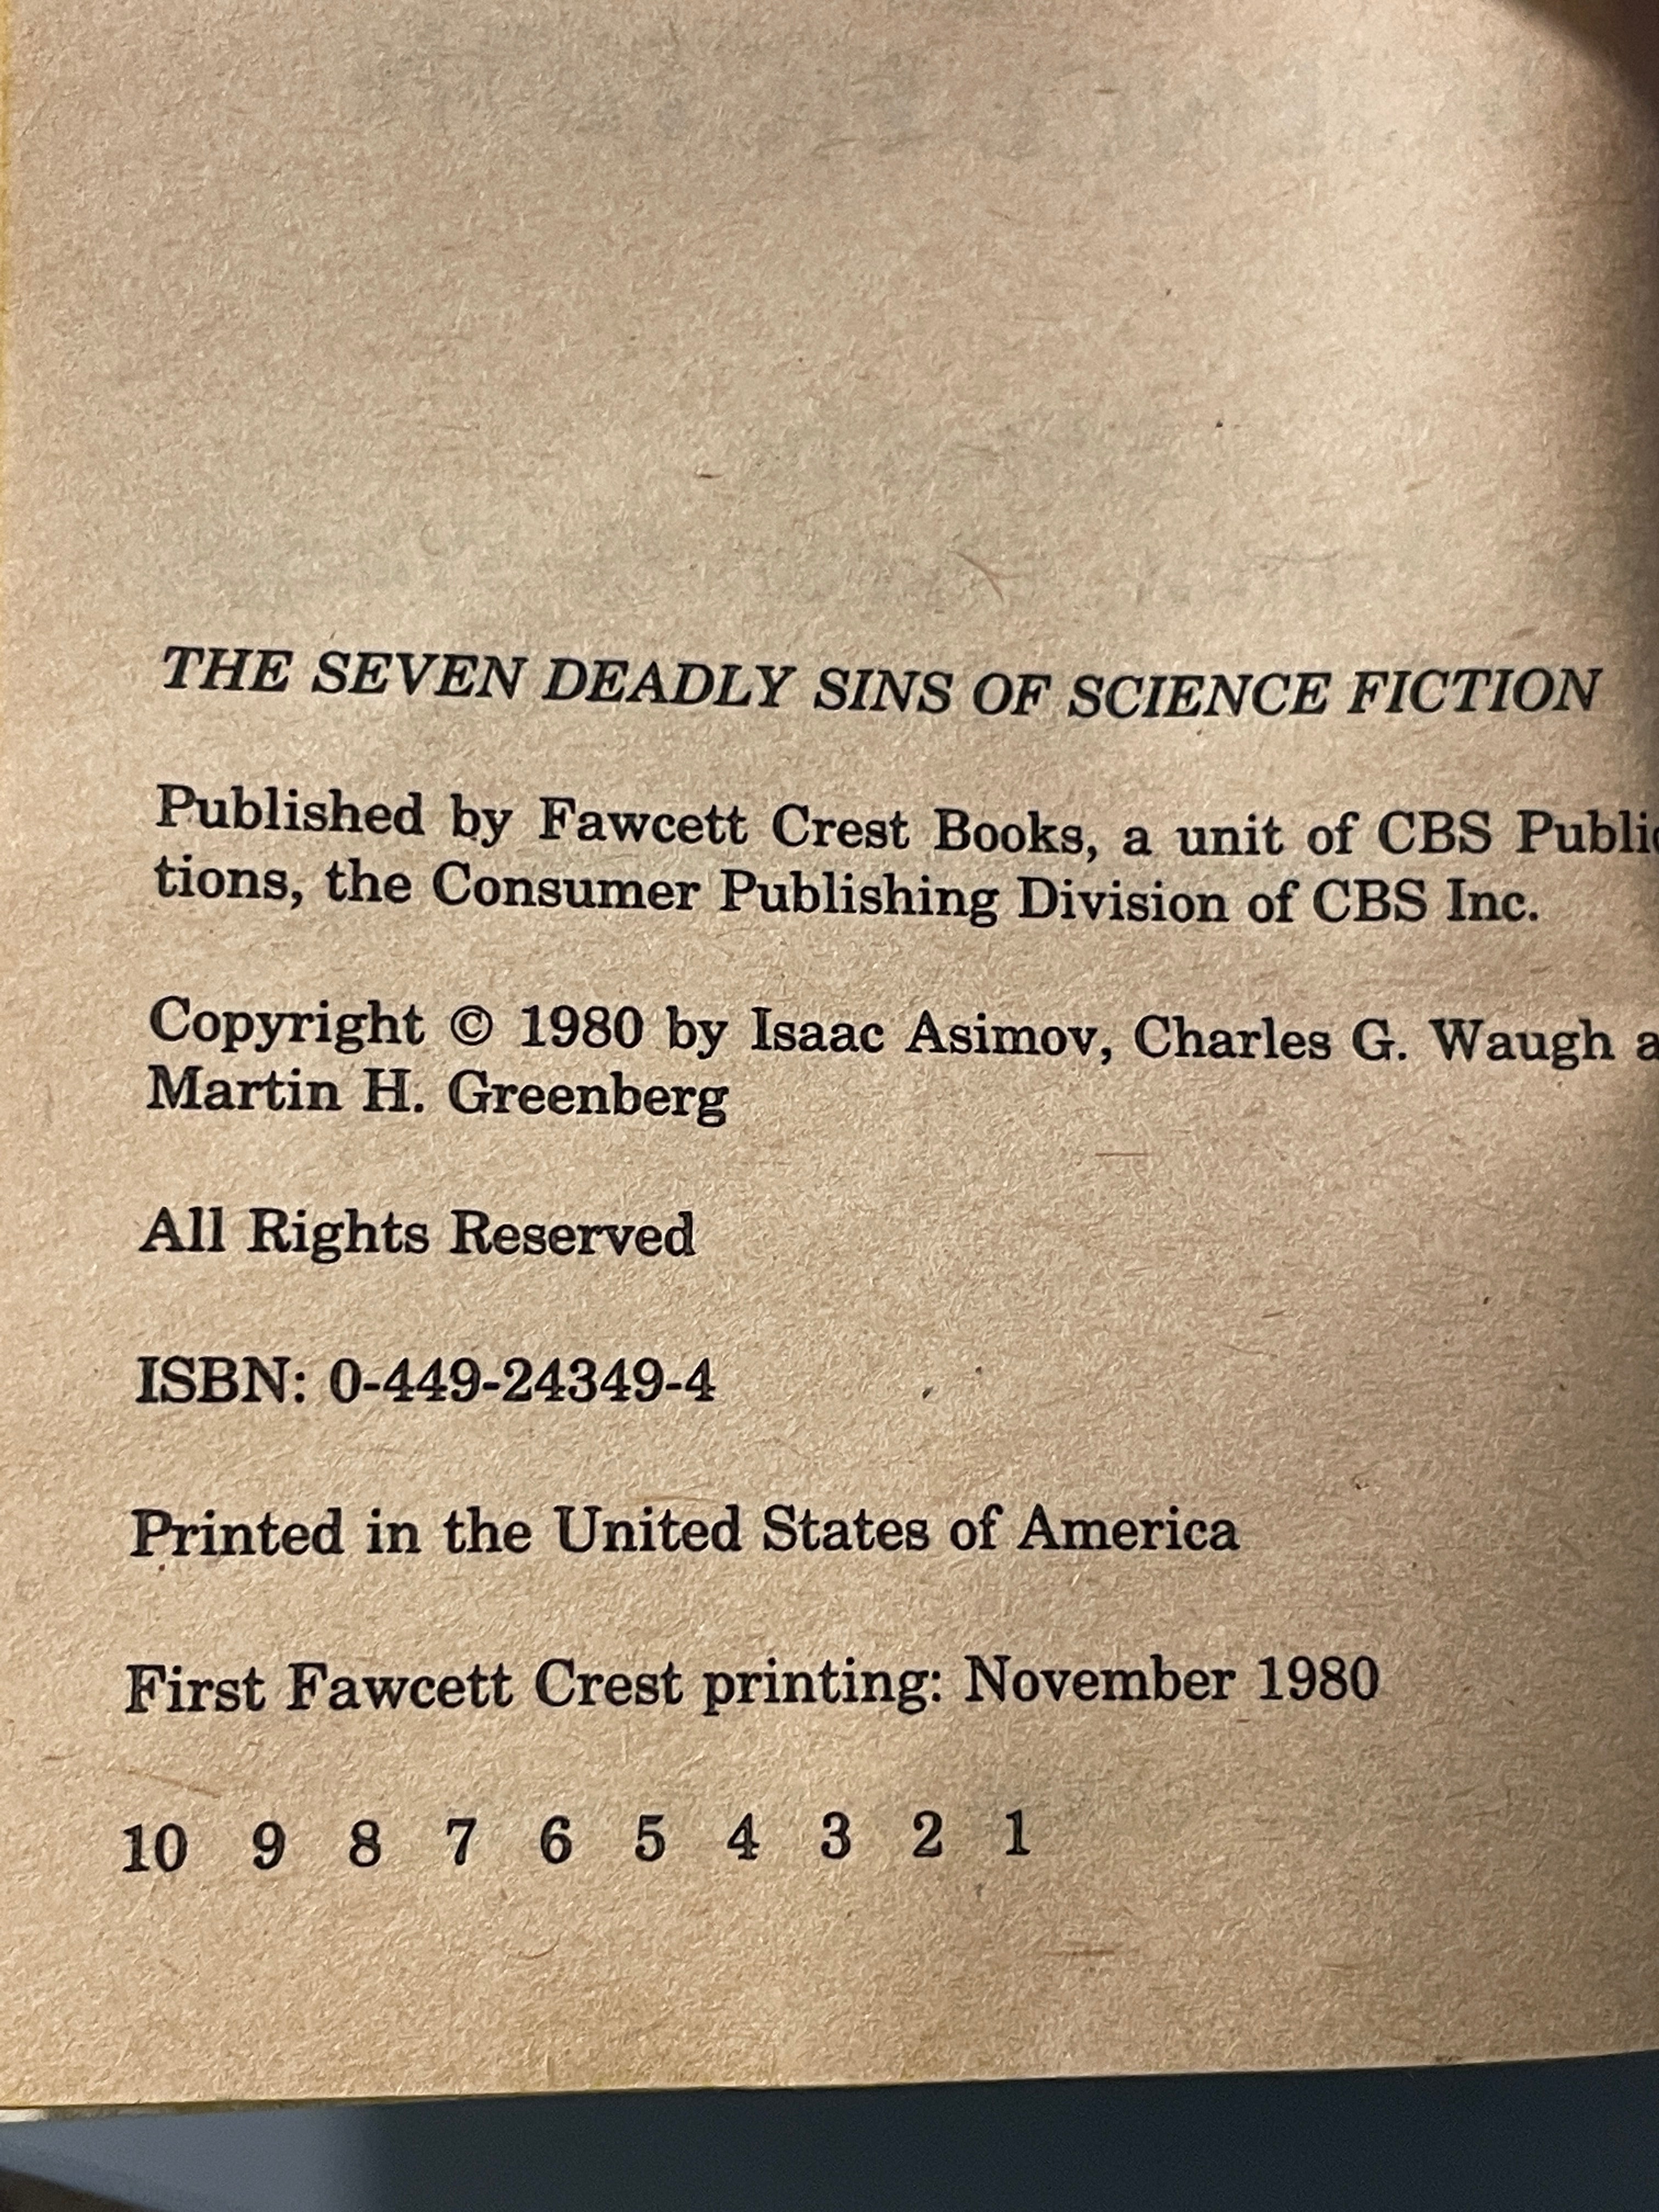 THE SEVEN DEADLY SINS OF SCIENCE FICTION
Published by Fawcett Crest Books, a unit of CBS
tions, the Consumer Publishing Division of CBS Inc.
Copyright © 1980 by Isaac Asimov, Charles G. Waugh
Martin H. Greenberg
All Rights Reserved
ISBN: 0-449-24349-4
Printed in the United States of America
First Fawcett Crest printing: November 1980
10 9 8 7 6 5 4 3 2 1